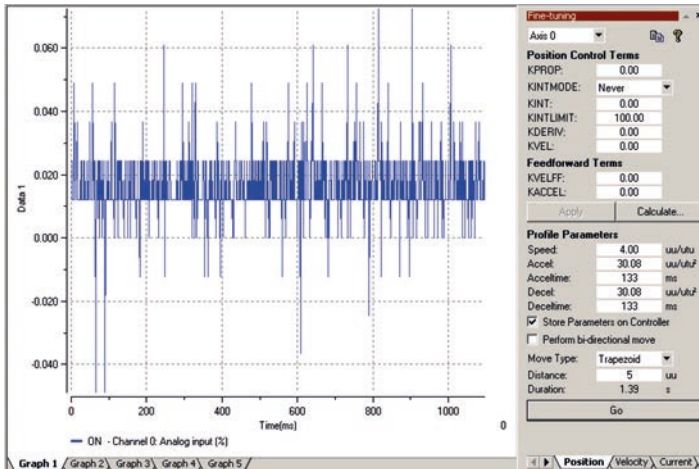 0.060
0.040
0.020
0.000
-0.020
-0.040
Data 1
0 200 400 600 800 1000
Time(ms) 0
ON - Channel 0: Analog input (%)
Graph 1 Graph 2 Graph 3 Graph 4 Graph 5
Fine-tuning
Axis 0
Position Control Terms
KPROP: 0.00
KINTMODE: Never
KINT: 0.00
KINTLIMIT: 100.00
KDERIV: 0.00
KVEL: 0.00
Feedforward Terms
KVELFF: 0.00
KACCEL: 0.00
Apply Calculate...
Profile Parameters
Speed: 4.00 uu/utu
Accel: 30.08 uu/utu²
Acceltime: 133 ms
Decel: 30.08 uu/utu²
Deceltime: 133 ms
Store Parameters on Controller
Perform bi-directional move
Move Type: Trapezoid
Distance: 5 uu
Duration: 1.39 s
Go
Position Velocity Current